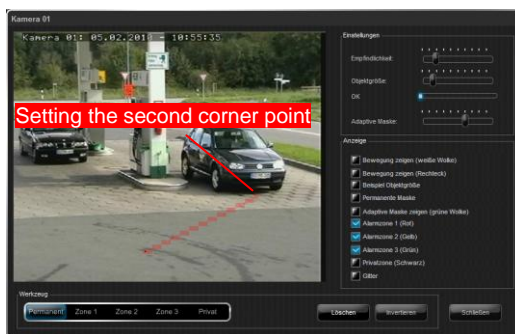 Kamera 01
Kamera 01: 05.02.2010 - 10:55:35
Setting the second corner point
Einstellungen
Empfindlichkeit:
Objektgröße:
OK
Adaptive Maske:
Anzeige
Bewegung zeigen (weiße Wolke)
Bewegung zeigen (Rechteck)
Beispiel Objektgröße
Permanente Maske
Adaptive Maske zeigen (grüne Wolke)
Alarmzone 1 (Rot)
Alarmzone 2 (Gelb)
Alarmzone 3 (Grün)
Privatzone (Schwarz)
Gitter
Werkzeug
Permanent Zone 1 Zone 2 Zone 3 Privat
Löschen Invertieren Schließen